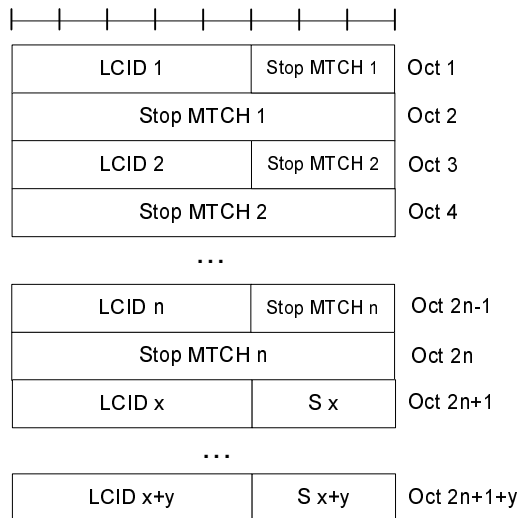 LCID 1 Stop MTCH 1 Oct 1
Stop MTCH 1 Oct 2
LCID 2 Stop MTCH 2 Oct 3
Stop MTCH 2 Oct 4
...
LCID n Stop MTCH n Oct 2n-1
Stop MTCH n Oct 2n
LCID x S x Oct 2n+1
...
LCID x+y S x+y Oct 2n+1+y